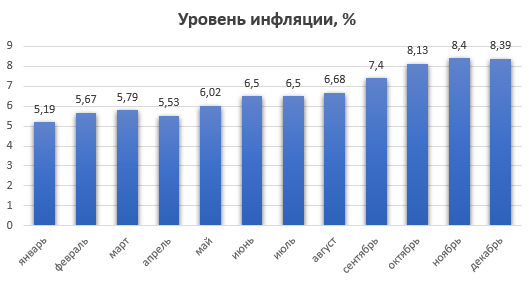 Уровень инфляции, %
9
8
7
6
5
4
3
2
1
0
5,19
5,67
5,79
5,53
6,02
6,5
6,5
6,68
7,4
8,13
8,4
8,39
январь
февраль
март
апрель
май
июнь
июль
август
сентябрь
октябрь
ноябрь
декабрь